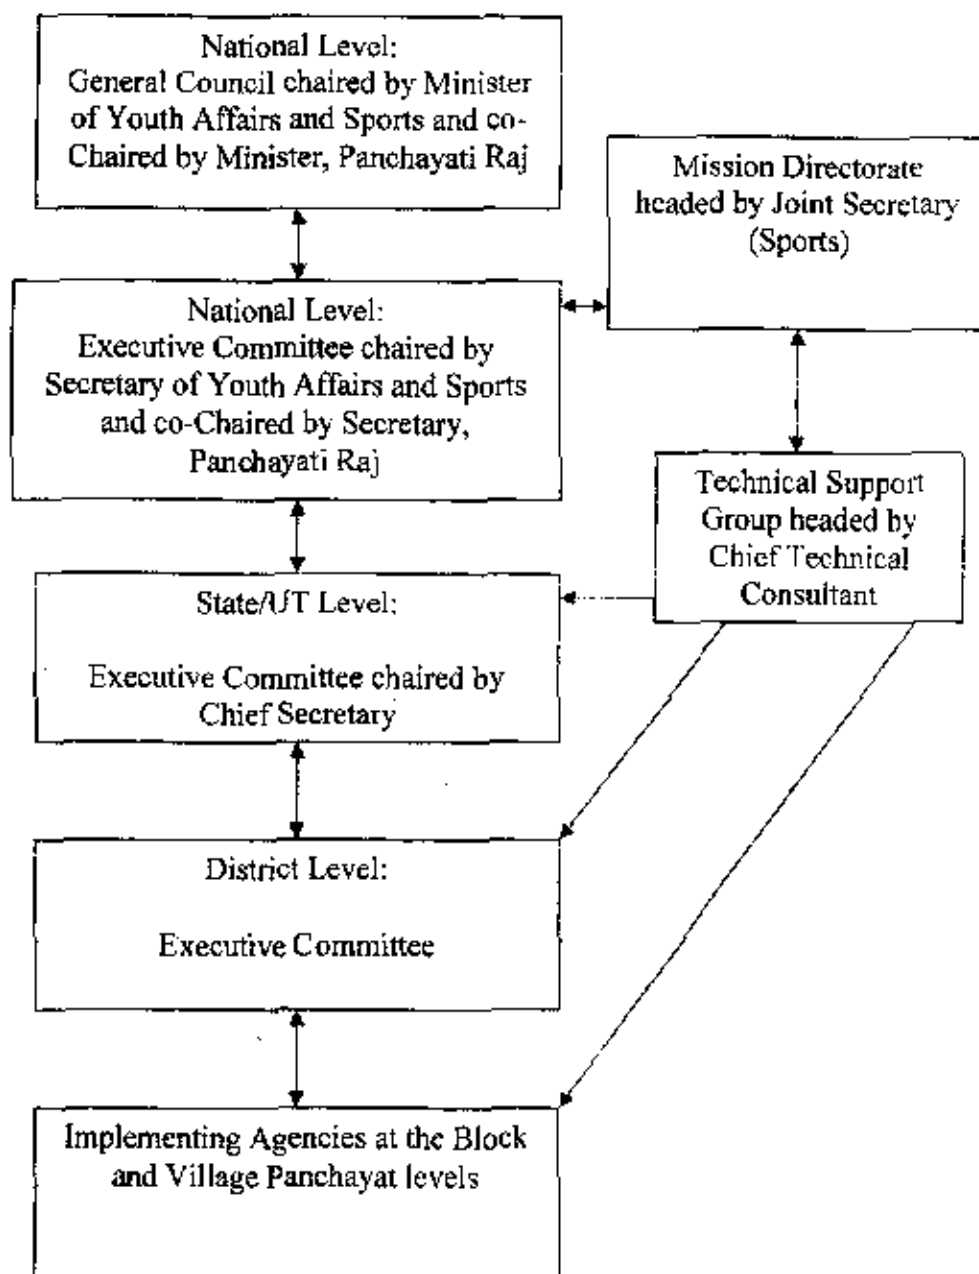 National Level:
General Council chaired by Minister
of Youth Affairs and Sports and co-
Chaired by Minister, Panchayati Raj
Mission Directorate
headed by Joint Secretary
(Sports)
National Level:
Executive Committee chaired by
Secretary of Youth Affairs and Sports
and co-Chaired by Secretary,
Panchayati Raj
Technical Support
Group headed by
Chief Technical
Consultant
State/UT Level:
Executive Committee chaired by
Chief Secretary
District Level:
Executive Committee
Implementing Agencies at the Block
and Village Panchayat levels